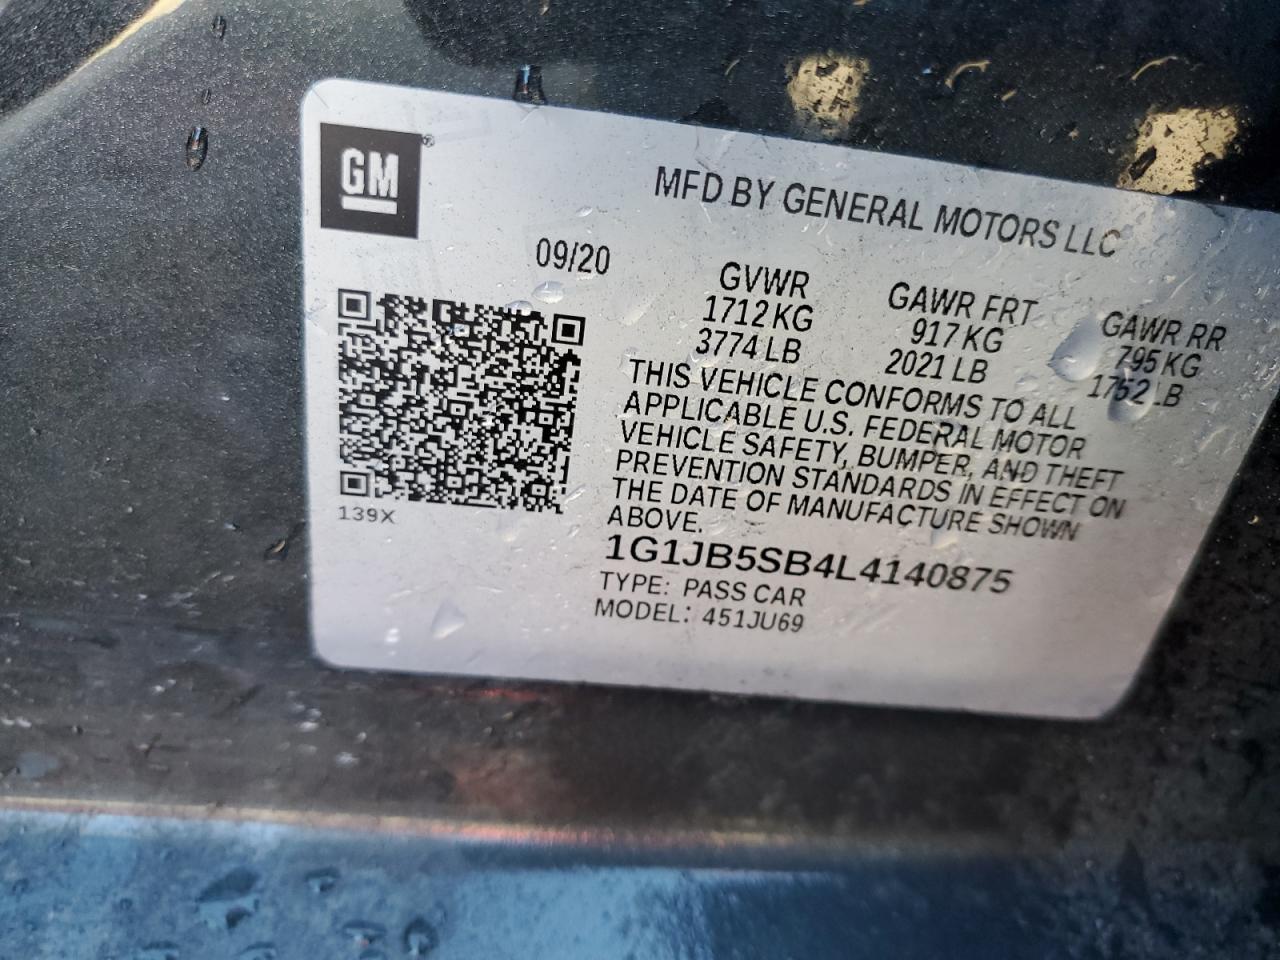 GM®
MFD BY GENERAL MOTORS LLC
09/20
GVWR GAWR FRT GAWR RR
1712 KG 917 KG 795 KG
3774 LB 2021 LB 1752 LB
THIS VEHICLE CONFORMS TO ALL
APPLICABLE U.S. FEDERAL MOTOR
VEHICLE SAFETY, BUMPER, AND THEFT
PREVENTION STANDARDS IN EFFECT ON
THE DATE OF MANUFACTURE SHOWN
ABOVE.
139X
1G1JB5SB4L4140875
TYPE: PASS CAR
MODEL: 451JU69